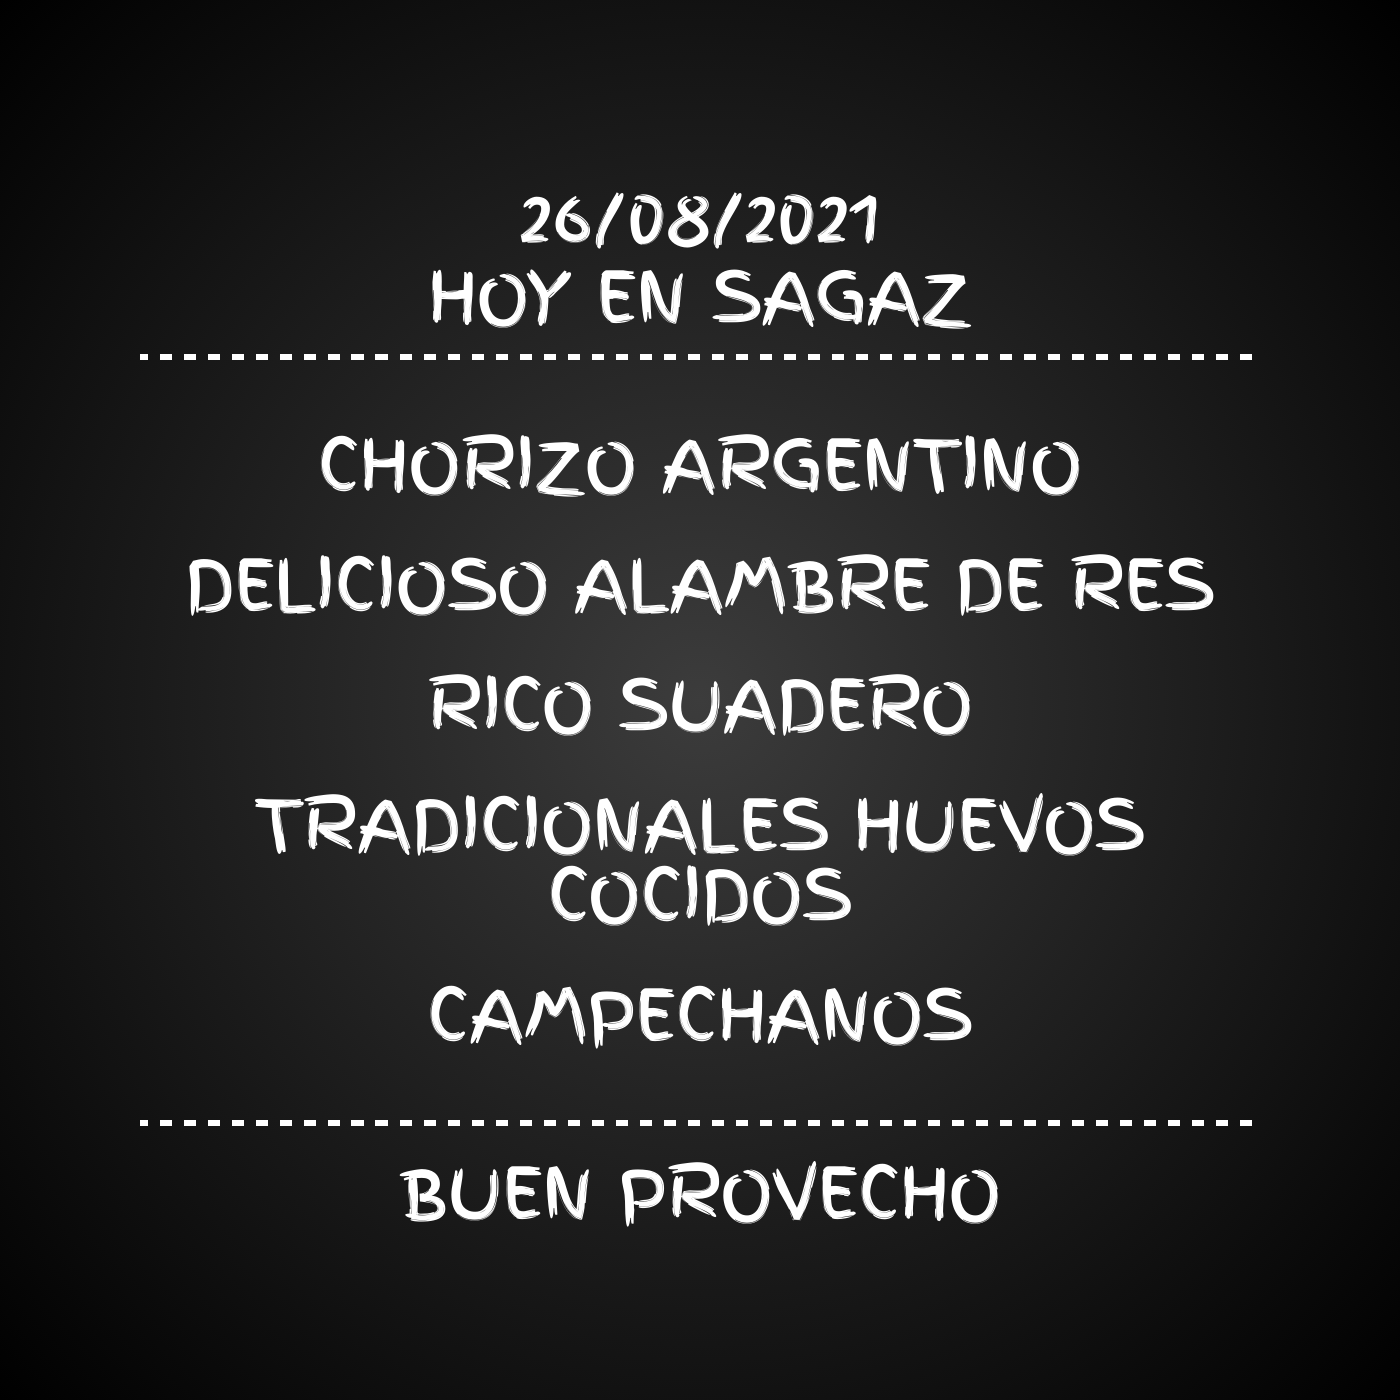 26/08/2021
HOY EN SAGAZ
CHORIZO ARGENTINO
DELICIOSO ALAMBRE DE RES
RICO SUADERO
TRADICIONALES HUEVOS
COCIDOS
CAMPECHANOS
BUEN PROVECHO